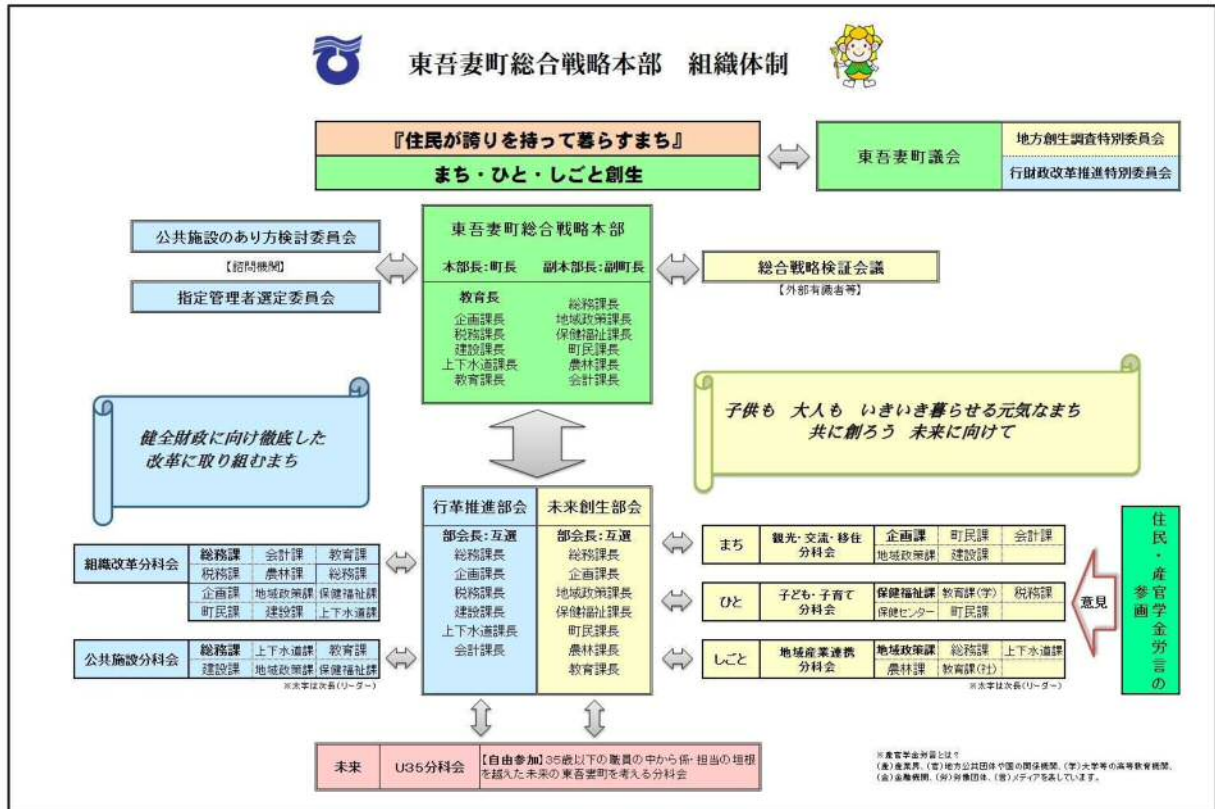 東吾妻町総合戦略本部　組織体制
『住民が誇りを持って暮らすまち』
まち・ひと・しごと創生
東吾妻町議会
地方創生調査特別委員会
行財政改革推進特別委員会
公共施設のあり方検討委員会
【諮問機関】
指定管理者選定委員会
東吾妻町総合戦略本部
本部長:町長　副本部長:副町長
教育長　総務課長
企画課長　地域政策課長
税務課長　保健福祉課長
建設課長　町民課長
上下水道課長　農林課長
教育課長　会計課長
総合戦略検証会議
【外部有識者等】
健全財政に向け徹底した
改革に取り組むまち
子供も　大人も　いきいき暮らせる元気なまち
共に創ろう　未来に向けて
行革推進部会　未来創生部会
部会長:互選　部会長:互選
総務課長　総務課長
企画課長　企画課長
税務課長　地域政策課長
建設課長　保健福祉課長
上下水道課長　町民課長
会計課長　農林課長
教育課長
組織改革分科会
総務課　会計課　教育課
税務課　農林課　総務課
企画課　地域政策課　保健福祉課
町民課　建設課　上下水道課
公共施設分科会
総務課　上下水道課　教育課
建設課　地域政策課　保健福祉課
※太字は次長(リーダー)
まち　観光・交流・移住
分科会
企画課　町民課　会計課
地域政策課　建設課
ひと　子ども・子育て
分科会
保健福祉課　教育課(学)　税務課
保健センター　町民課
しごと　地域産業連携
分科会
地域政策課　総務課　上下水道課
農林課　教育課(社)
※太字は次長(リーダー)
意見
住民・産官学金労言の
参画
未来　U35分科会
【自由参加】35歳以下の職員の中から係・担当の垣根
を越えた未来の東吾妻町を考える分科会
※産官学金労言とは?
(産)産業界、(官)地方公共団体や国の関係機関、(学)大学等の高等教育機関、
(金)金融機関、(労)労働団体、(言)メディアを表しています。